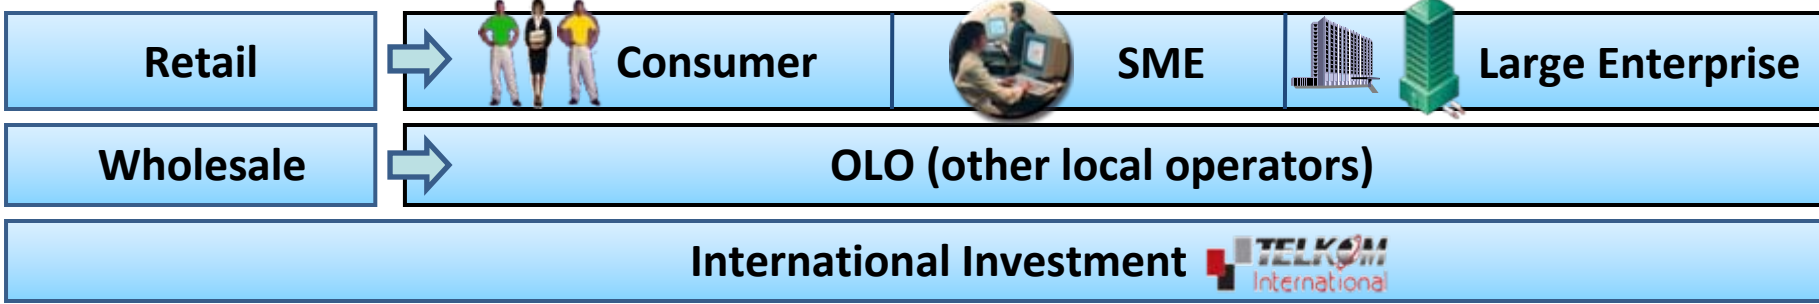 Retail
Consumer
SME
Large Enterprise
Wholesale
OLO (other local operators)
International Investment
TELKOM
International